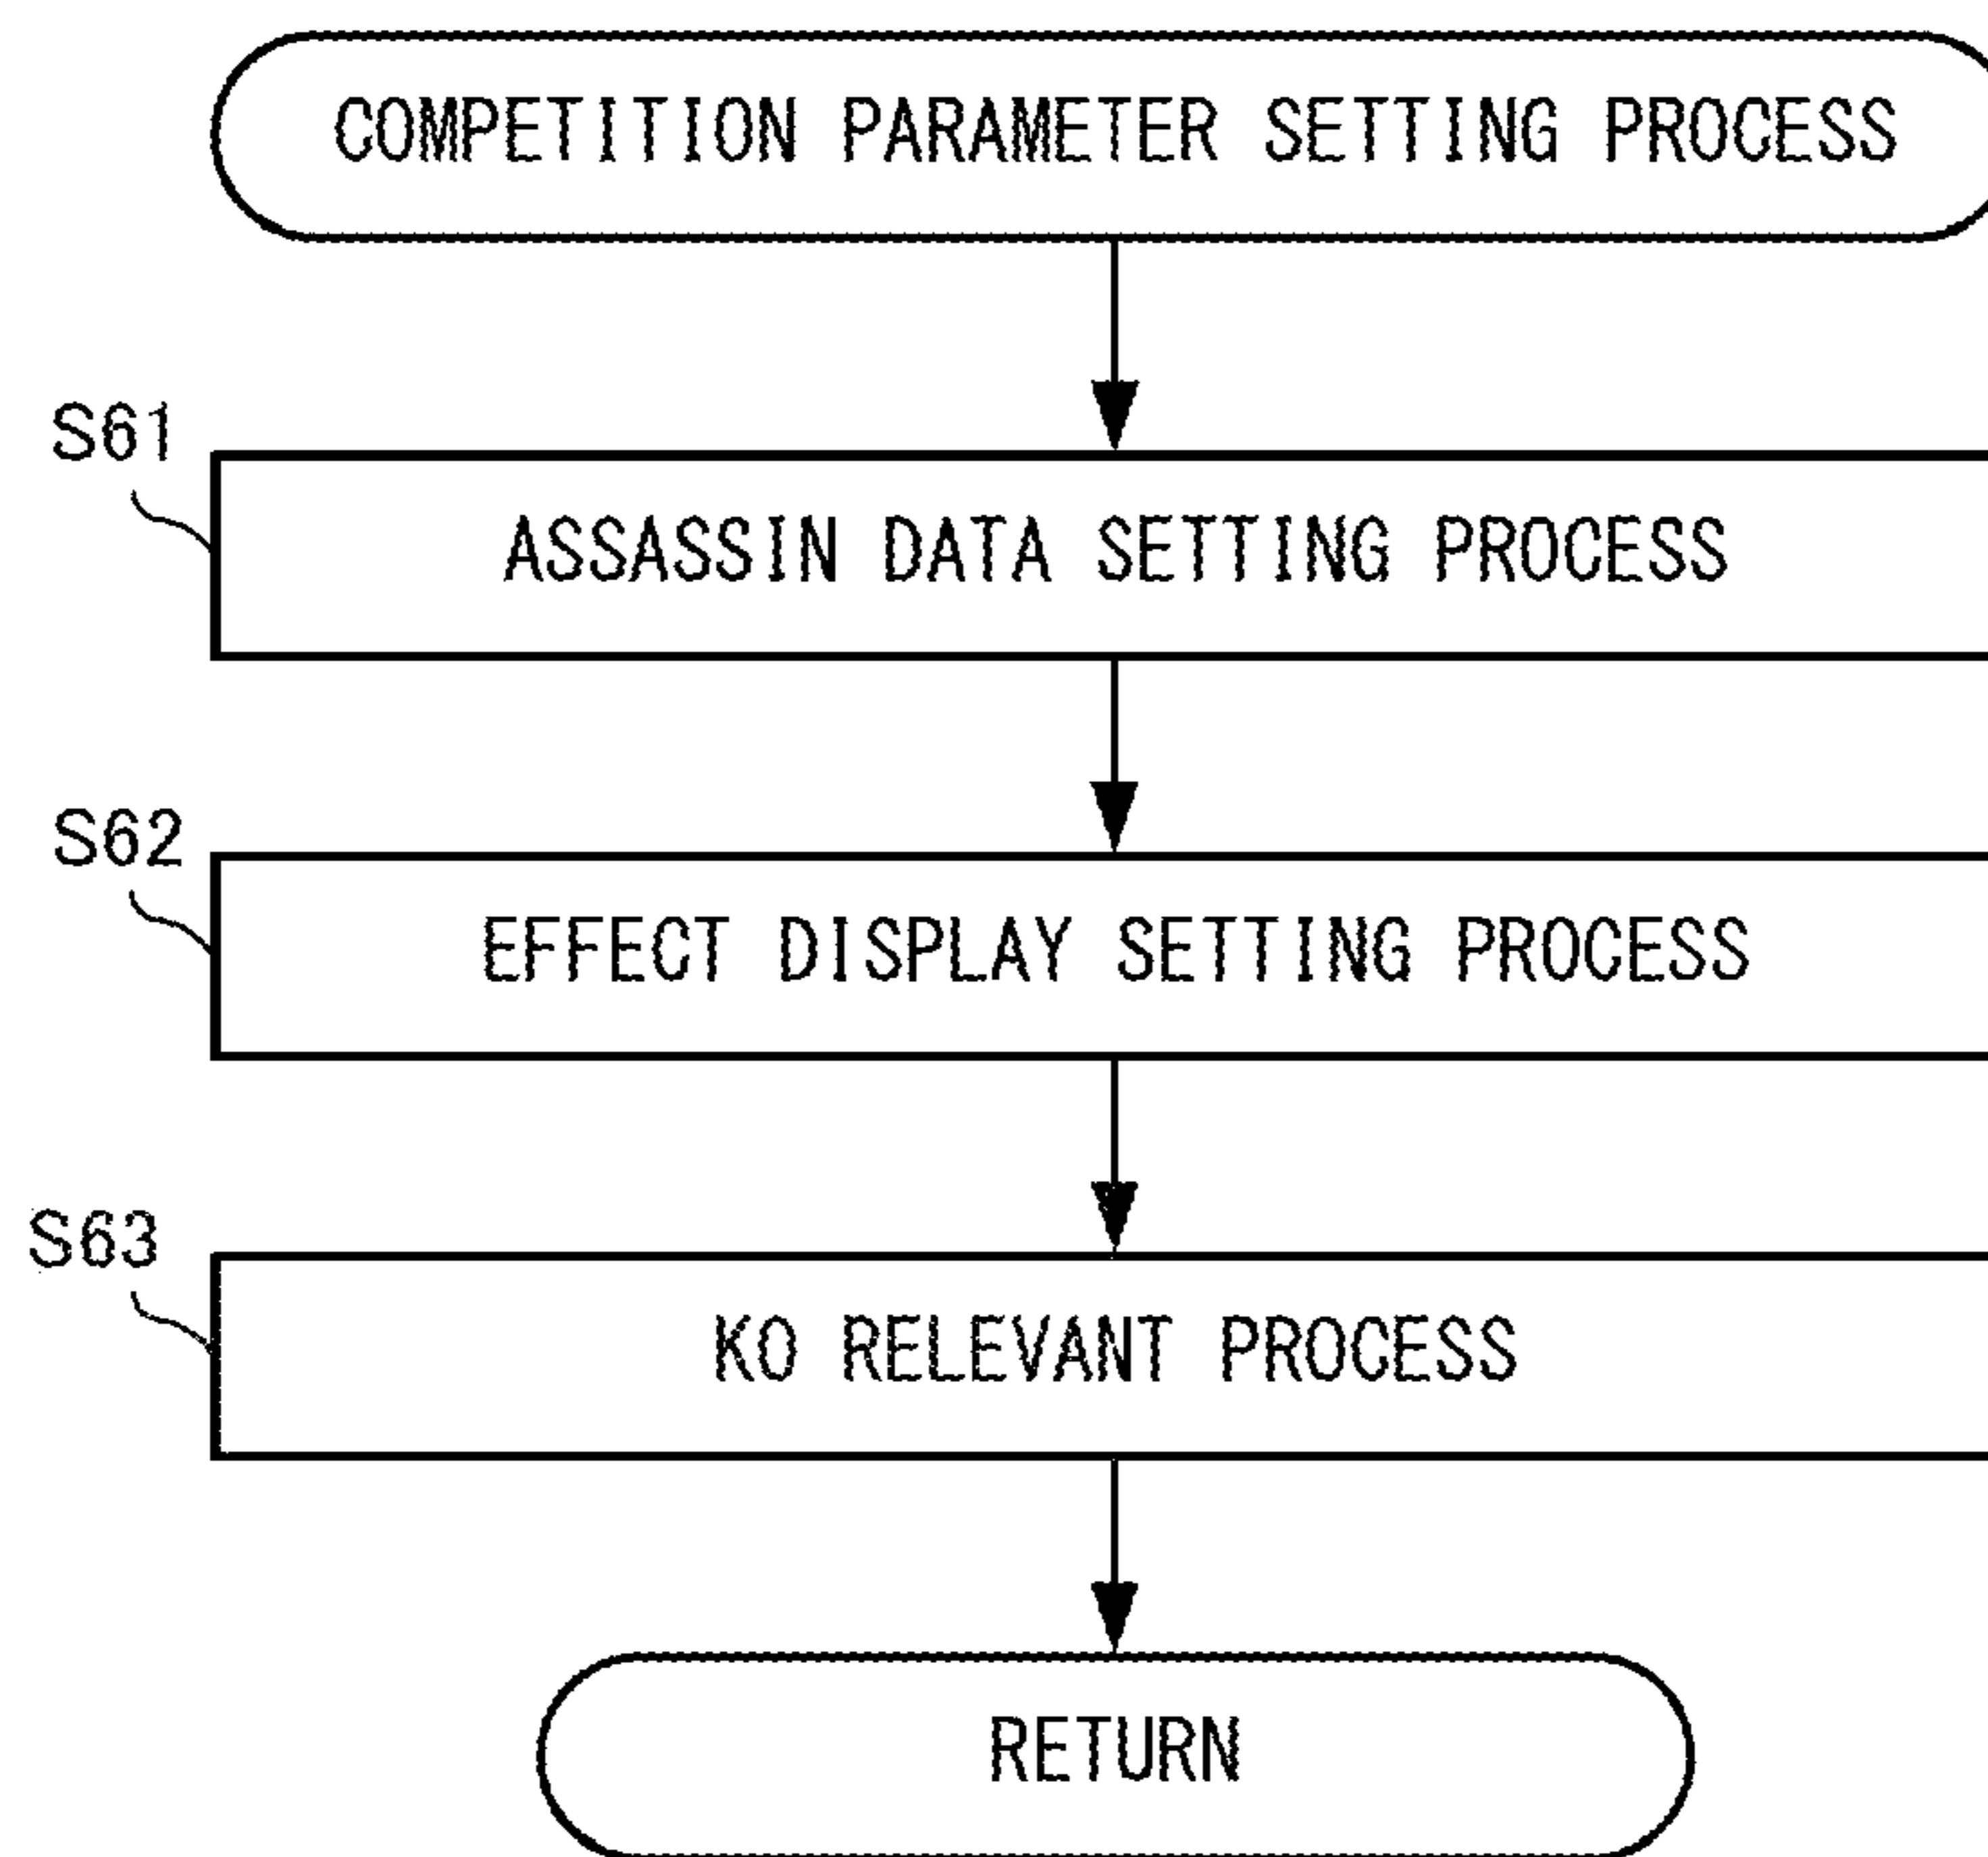 COMPETITION PARAMETER SETTING PROCESS
S61
ASSASSIN DATA SETTING PROCESS
S62
EFFECT DISPLAY SETTING PROCESS
S63
KO RELEVANT PROCESS
RETURN